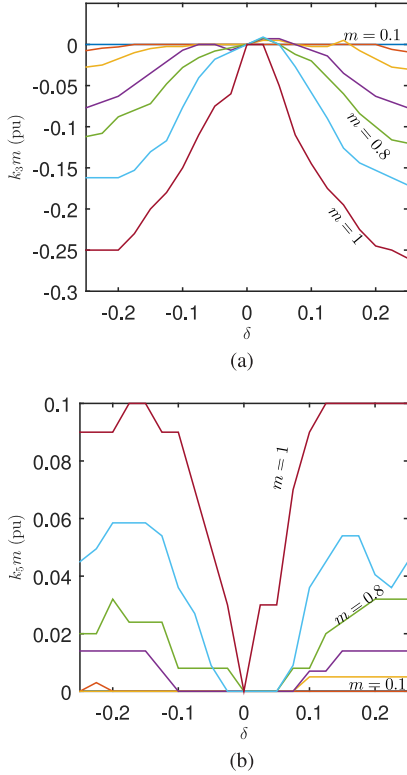 0
-0.05
-0.1
-0.15
-0.2
-0.25
-0.3
k₃m (pu)
m = 0.1
m = 0.8
m = 1
-0.2 -0.1 0 0.1 0.2
δ
(a)
0.1
0.08
0.06
0.04
0.02
0
k₅m (pu)
m = 1
m = 0.8
m = 0.1
-0.2 -0.1 0 0.1 0.2
δ
(b)